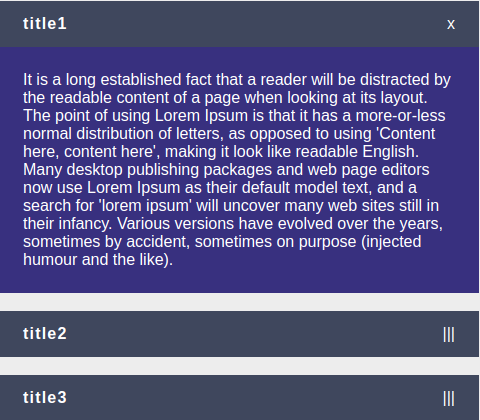 title1 x
It is a long established fact that a reader will be distracted by
the readable content of a page when looking at its layout.
The point of using Lorem Ipsum is that it has a more-or-less
normal distribution of letters, as opposed to using 'Content
here, content here', making it look like readable English.
Many desktop publishing packages and web page editors
now use Lorem Ipsum as their default model text, and a
search for 'lorem ipsum' will uncover many web sites still in
their infancy. Various versions have evolved over the years,
sometimes by accident, sometimes on purpose (injected
humour and the like).
title2 |||
title3 |||